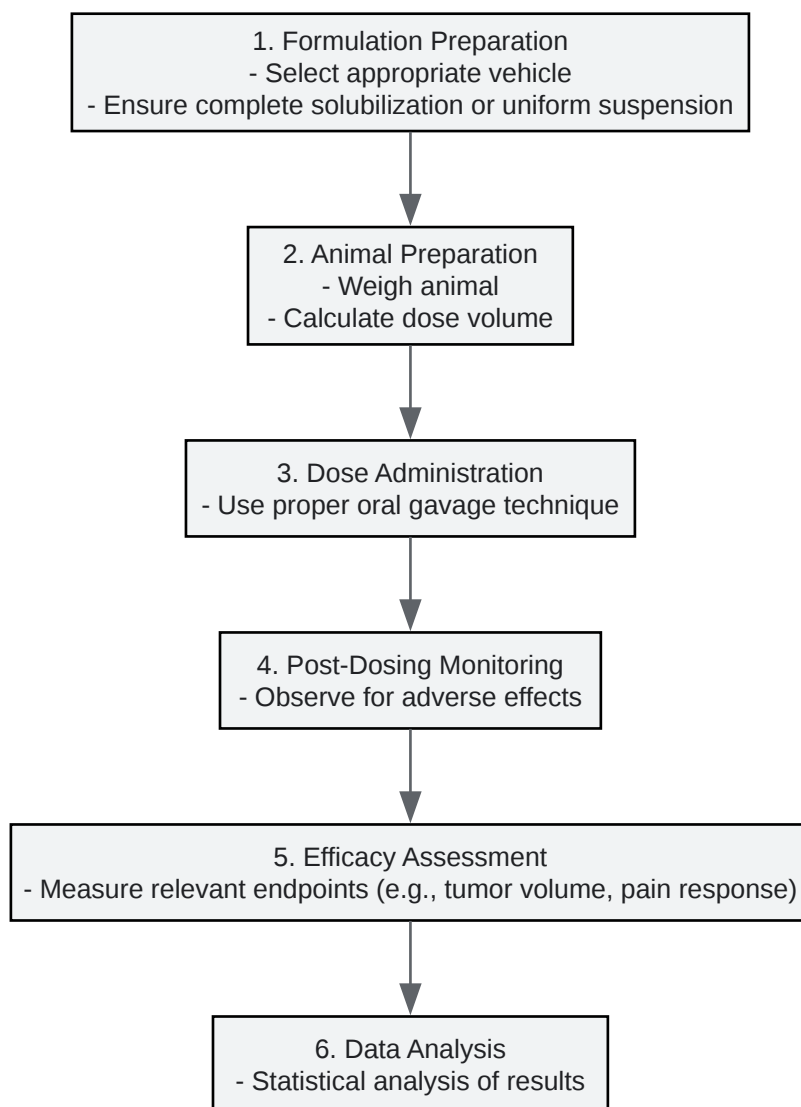 1. Formulation Preparation
- Select appropriate vehicle
- Ensure complete solubilization or uniform suspension
2. Animal Preparation
- Weigh animal
- Calculate dose volume
3. Dose Administration
- Use proper oral gavage technique
4. Post-Dosing Monitoring
- Observe for adverse effects
5. Efficacy Assessment
- Measure relevant endpoints (e.g., tumor volume, pain response)
6. Data Analysis
- Statistical analysis of results